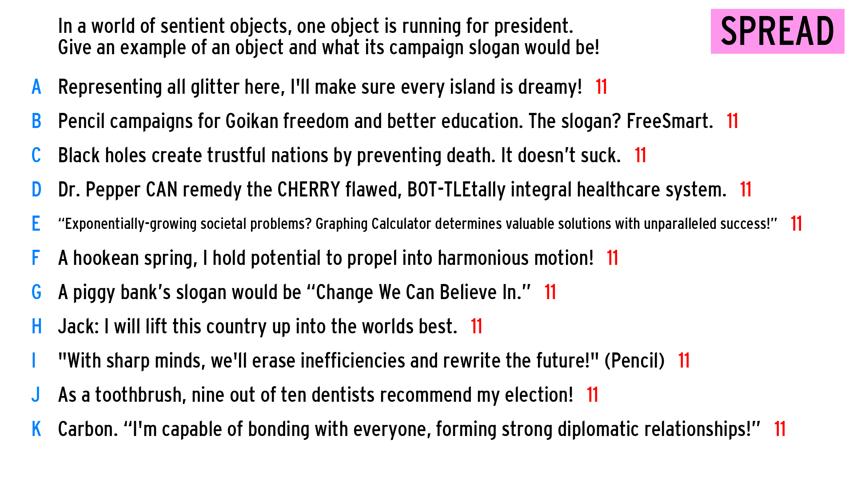 In a world of sentient objects, one object is running for president.
Give an example of an object and what its campaign slogan would be!
SPREAD
A Representing all glitter here, I'll make sure every island is dreamy! 11
B Pencil campaigns for Goikan freedom and better education. The slogan? FreeSmart. 11
C Black holes create trustful nations by preventing death. It doesn’t suck. 11
D Dr. Pepper CAN remedy the CHERRY flawed, BOT-TLEtally integral healthcare system. 11
E “Exponentially-growing societal problems? Graphing Calculator determines valuable solutions with unparalleled success!” 11
F A hookean spring, I hold potential to propel into harmonious motion! 11
G A piggy bank’s slogan would be “Change We Can Believe In.” 11
H Jack: I will lift this country up into the worlds best. 11
I "With sharp minds, we'll erase inefficiencies and rewrite the future!" (Pencil) 11
J As a toothbrush, nine out of ten dentists recommend my election! 11
K Carbon. “I'm capable of bonding with everyone, forming strong diplomatic relationships!” 11